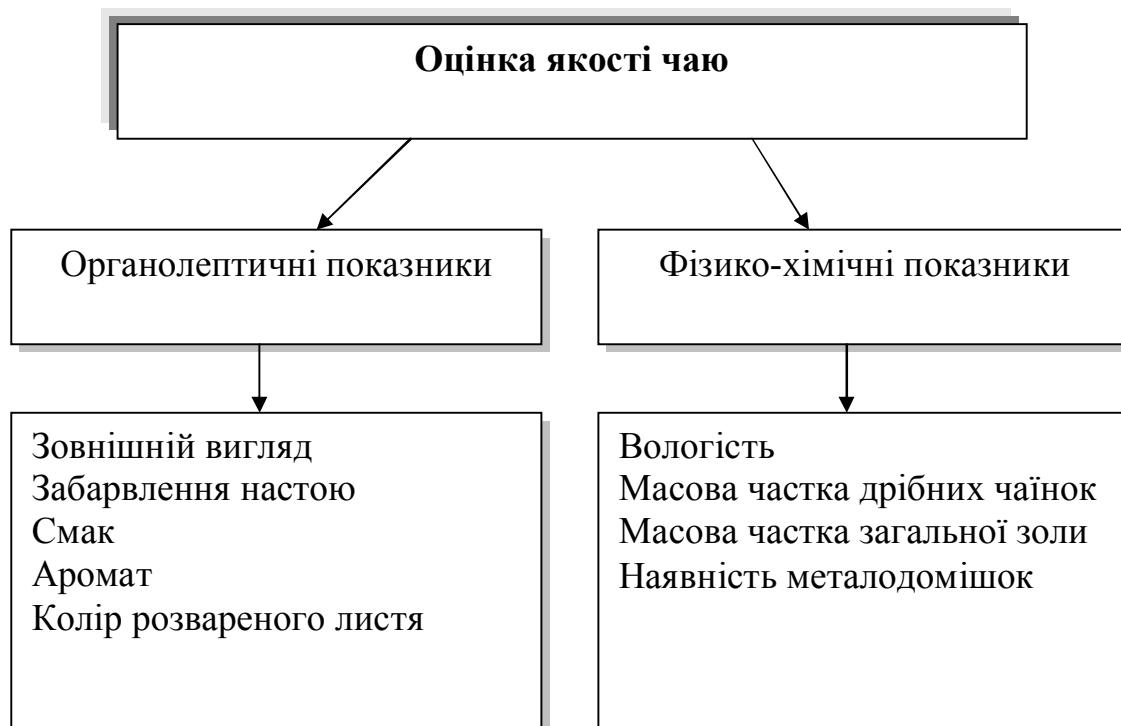 Оцінка якості чаю
Органолептичні показники
Фізико-хімічні показники
Зовнішній вигляд
Забарвлення настою
Смак
Аромат
Колір розвареного листя
Вологість
Масова частка дрібних чаїнок
Масова частка загальної золи
Наявність металодомішок